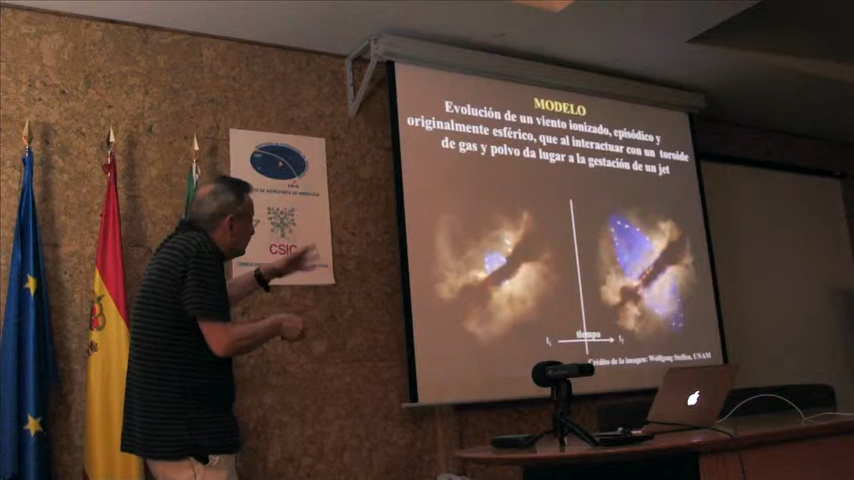 MODELO
Evolución de un viento ionizado, episódico y
originalmente esférico, que al interactuar con un toroide
de gas y polvo da lugar a la gestación de un jet
CSIC
tiempo
Crédito de la imagen: Wolfgang Steffen, UNAM